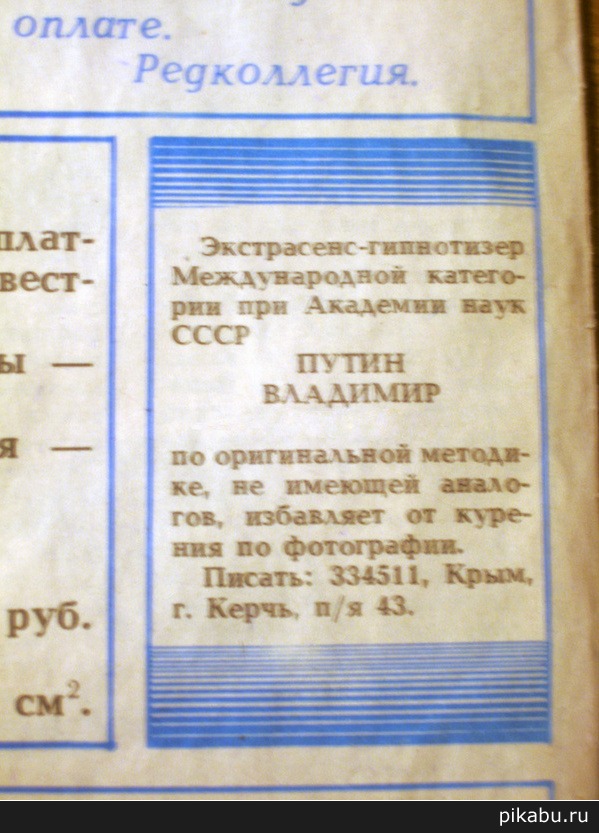 оплате.
Редколлегия.
плат-
вест-
ы —
я —
руб.
см².
Экстрасенс-гипнотизер
Международной катего-
рии при Академии наук
СССР
ПУТИН
ВЛАДИМИР
по оригинальной методи-
ке, не имеющей анало-
гов, избавляет от куре-
ния по фотографии.
Писать: 334511, Крым,
г. Керчь, п/я 43.
pikabu.ru